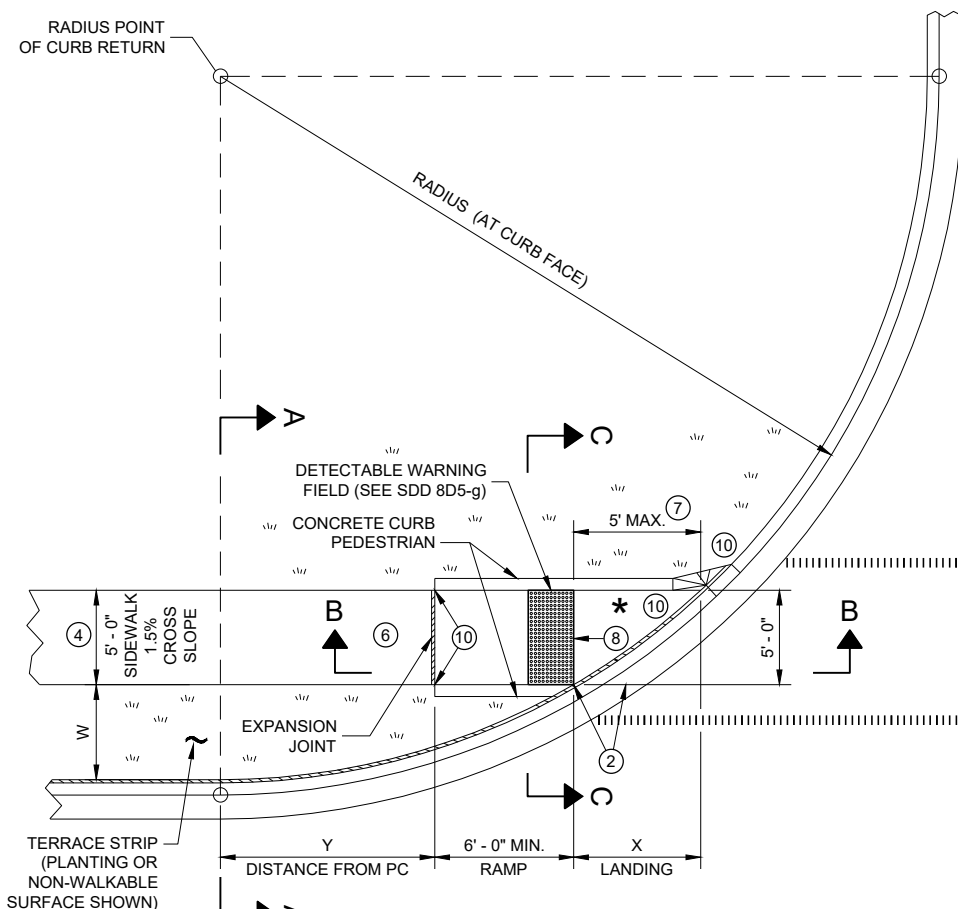 RADIUS POINT
OF CURB RETURN
RADIUS (AT CURB FACE)
A
C
DETECTABLE WARNING
FIELD (SEE SDD 8D5-g)
CONCRETE CURB
PEDESTRIAN
7
5' MAX.
10
4
5' - 0"
SIDEWALK
1.5%
CROSS
SLOPE
B
6
10
*
10
8
5' - 0"
B
W
EXPANSION
JOINT
2
C
TERRACE STRIP
(PLANTING OR
NON-WALKABLE
SURFACE SHOWN)
Y
DISTANCE FROM PC
6' - 0" MIN.
RAMP
X
LANDING